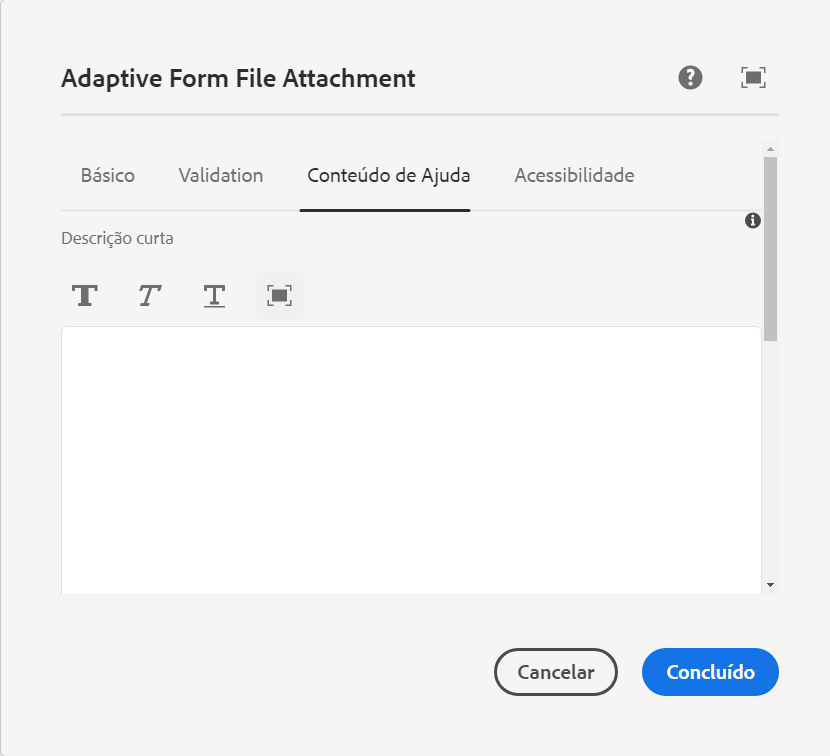 Adaptive Form File Attachment
Básico Validation Conteúdo de Ajuda Acessibilidade
Descrição curta
Cancelar Concluído